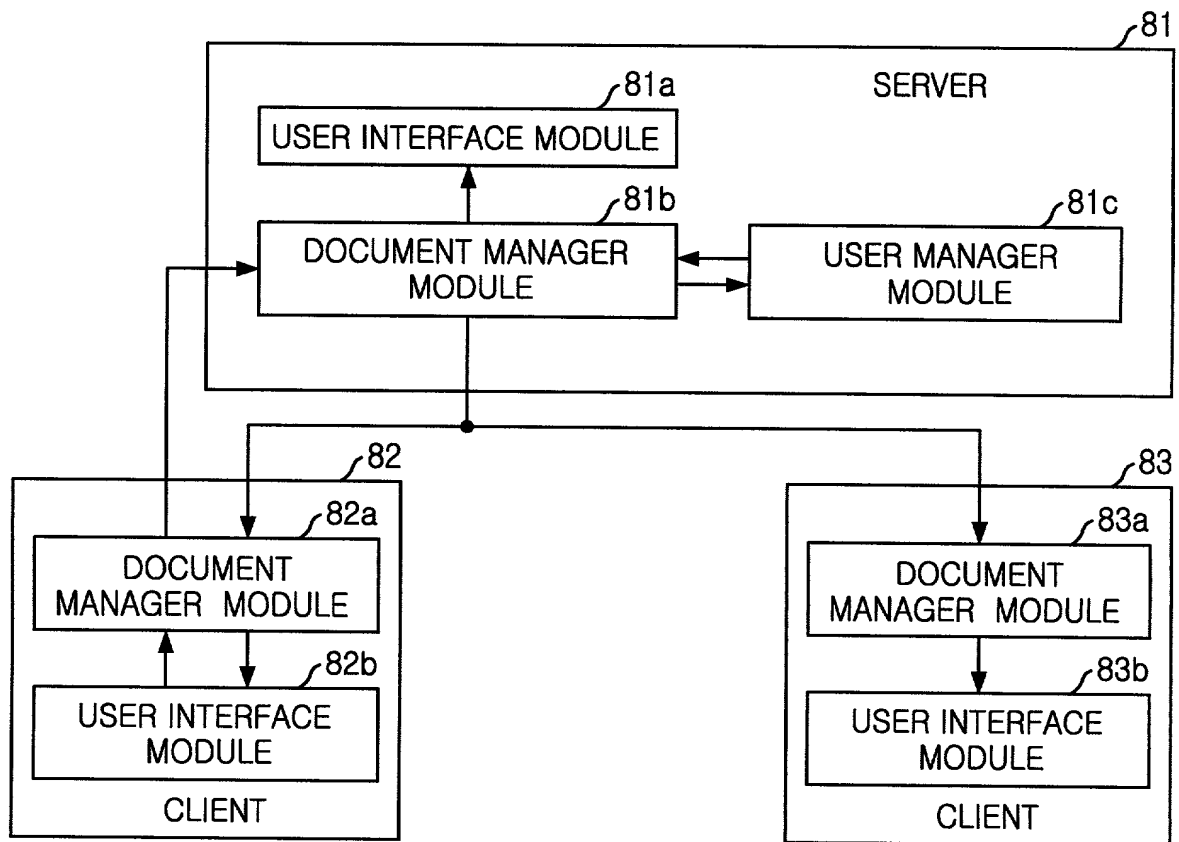 81
SERVER
81a
USER INTERFACE MODULE
81b
DOCUMENT MANAGER
MODULE
81c
USER MANAGER
MODULE
82
82a
DOCUMENT
MANAGER MODULE
82b
USER INTERFACE
MODULE
CLIENT
83
83a
DOCUMENT
MANAGER MODULE
83b
USER INTERFACE
MODULE
CLIENT